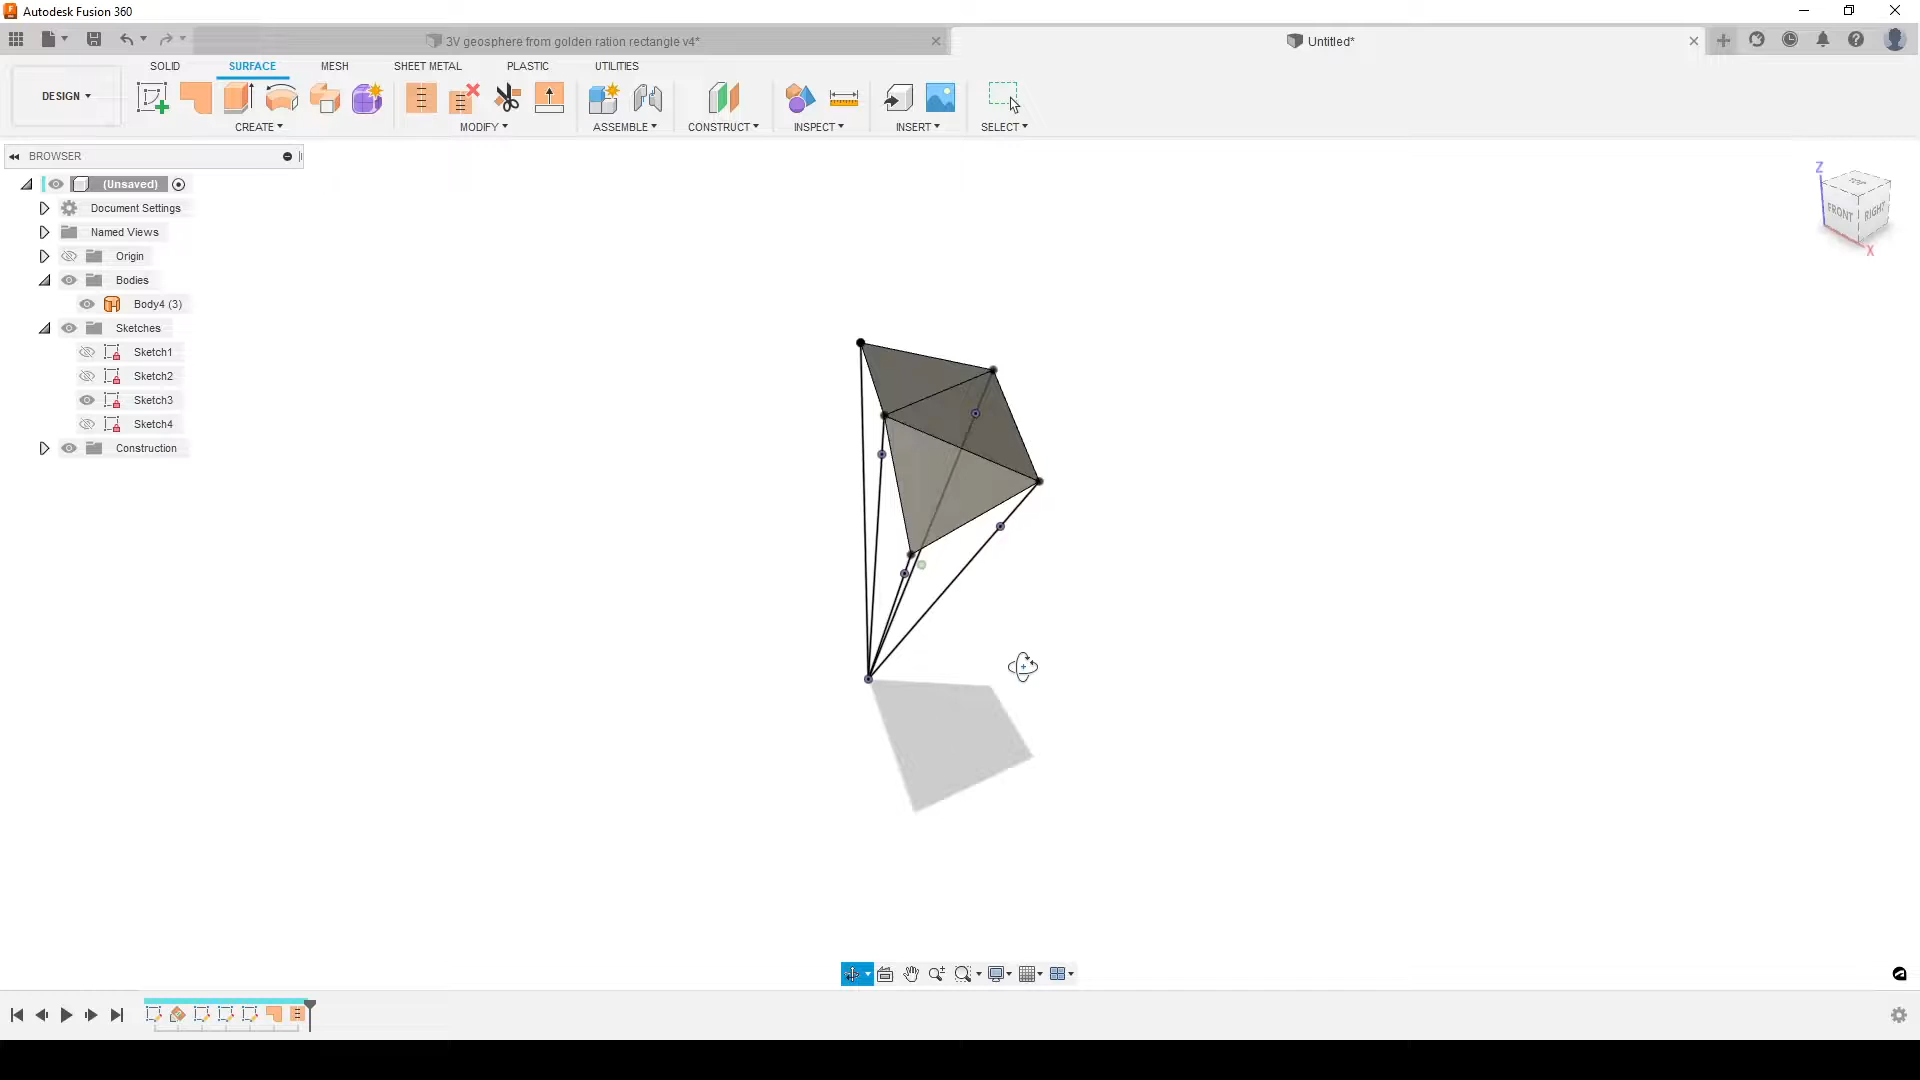 Autodesk Fusion 360
3V geosphere from golden ration rectangle v4*
Untitled*
SOLID SURFACE MESH SHEET METAL PLASTIC UTILITIES
DESIGN
CREATE MODIFY ASSEMBLE CONSTRUCT INSPECT INSERT SELECT
BROWSER
(Unsaved)
Document Settings
Named Views
Origin
Bodies
Body4 (3)
Sketches
Sketch1
Sketch2
Sketch3
Sketch4
Construction
Z
TOP
FRONT RIGHT
X